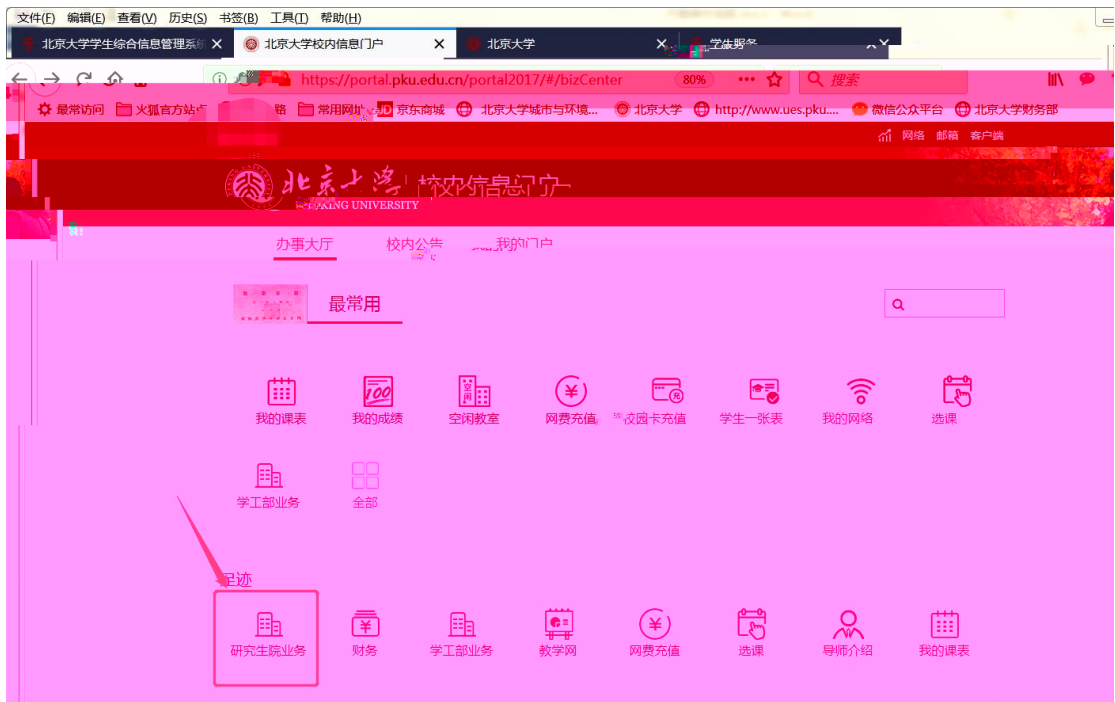 文件(F) 编辑(E) 查看(V) 历史(S) 书签(B) 工具(T) 帮助(H)
北京大学学生综合信息管理系统 北京大学校内信息门户 北京大学
https://portal.pku.edu.cn/portal2017/#/bizCenter 80% 搜索
最常访问 火狐官方站点 常用网址 JD 京东商城 北京大学城市与环境... 北京大学 http://www.ues.pku.... 微信公众平台 北京大学财务部
网络 邮箱 客户端
北京大学 校内信息门户
PEKING UNIVERSITY
办事大厅 校内公告 我的门户
最常用
我的课表 我的成绩 空闲教室 网费充值 校园卡充值 学生一张表 我的网络 选课
学工部业务 全部
足迹
研究生院业务 财务 学工部业务 教学网 网费充值 选课 导师介绍 我的课表